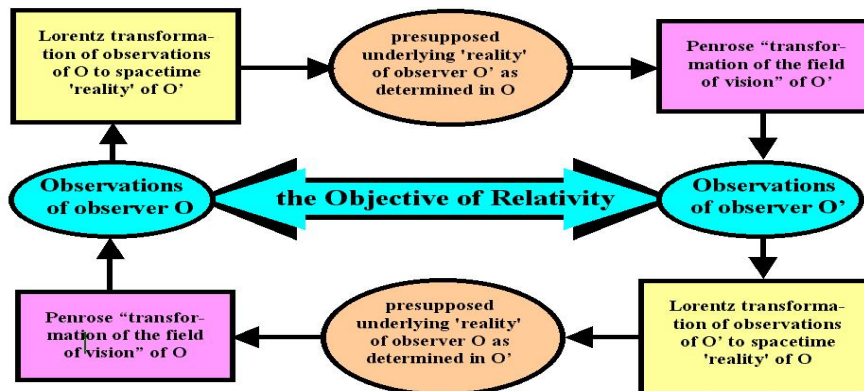 Lorentz transforma-
tion of observations
of O to spacetime
'reality' of O’
presupposed
underlying 'reality'
of observer O’ as
determined in O
Penrose “transfor-
mation of the field
of vision” of O’
Observations
of observer O
the Objective of Relativity
Observations
of observer O’
Penrose “transfor-
mation of the field
of vision” of O
presupposed
underlying 'reality'
of observer O as
determined in O’
Lorentz transforma-
tion of observations
of O’ to spacetime
'reality' of O